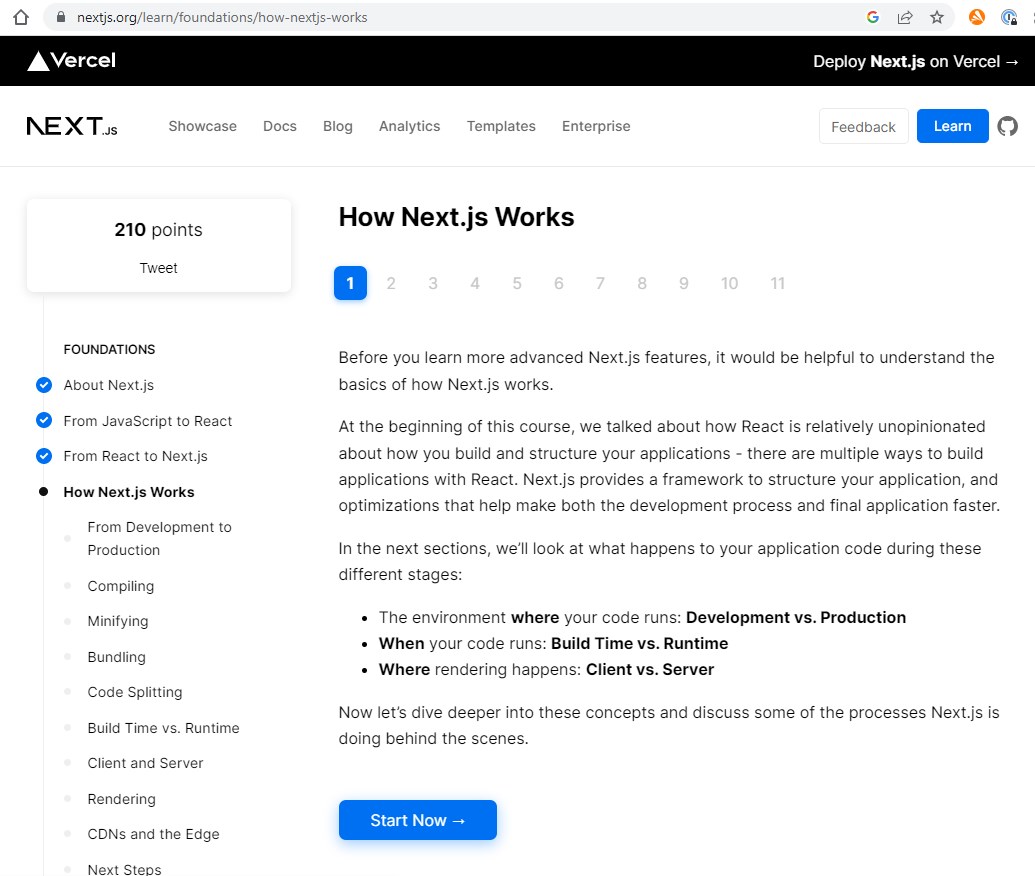 nextjs.org/learn/foundations/how-nextjs-works
Vercel
Deploy Next.js on Vercel →
NEXT.JS
Showcase
Docs
Blog
Analytics
Templates
Enterprise
Feedback
Learn
210 points
Tweet
FOUNDATIONS
About Next.js
From JavaScript to React
From React to Next.js
How Next.js Works
From Development to
Production
Compiling
Minifying
Bundling
Code Splitting
Build Time vs. Runtime
Client and Server
Rendering
CDNs and the Edge
Next Steps
How Next.js Works
1 2 3 4 5 6 7 8 9 10 11
Before you learn more advanced Next.js features, it would be helpful to understand the
basics of how Next.js works.
At the beginning of this course, we talked about how React is relatively unopinionated
about how you build and structure your applications - there are multiple ways to build
applications with React. Next.js provides a framework to structure your application, and
optimizations that help make both the development process and final application faster.
In the next sections, we’ll look at what happens to your application code during these
different stages:
• The environment where your code runs: Development vs. Production
• When your code runs: Build Time vs. Runtime
• Where rendering happens: Client vs. Server
Now let’s dive deeper into these concepts and discuss some of the processes Next.js is
doing behind the scenes.
Start Now →